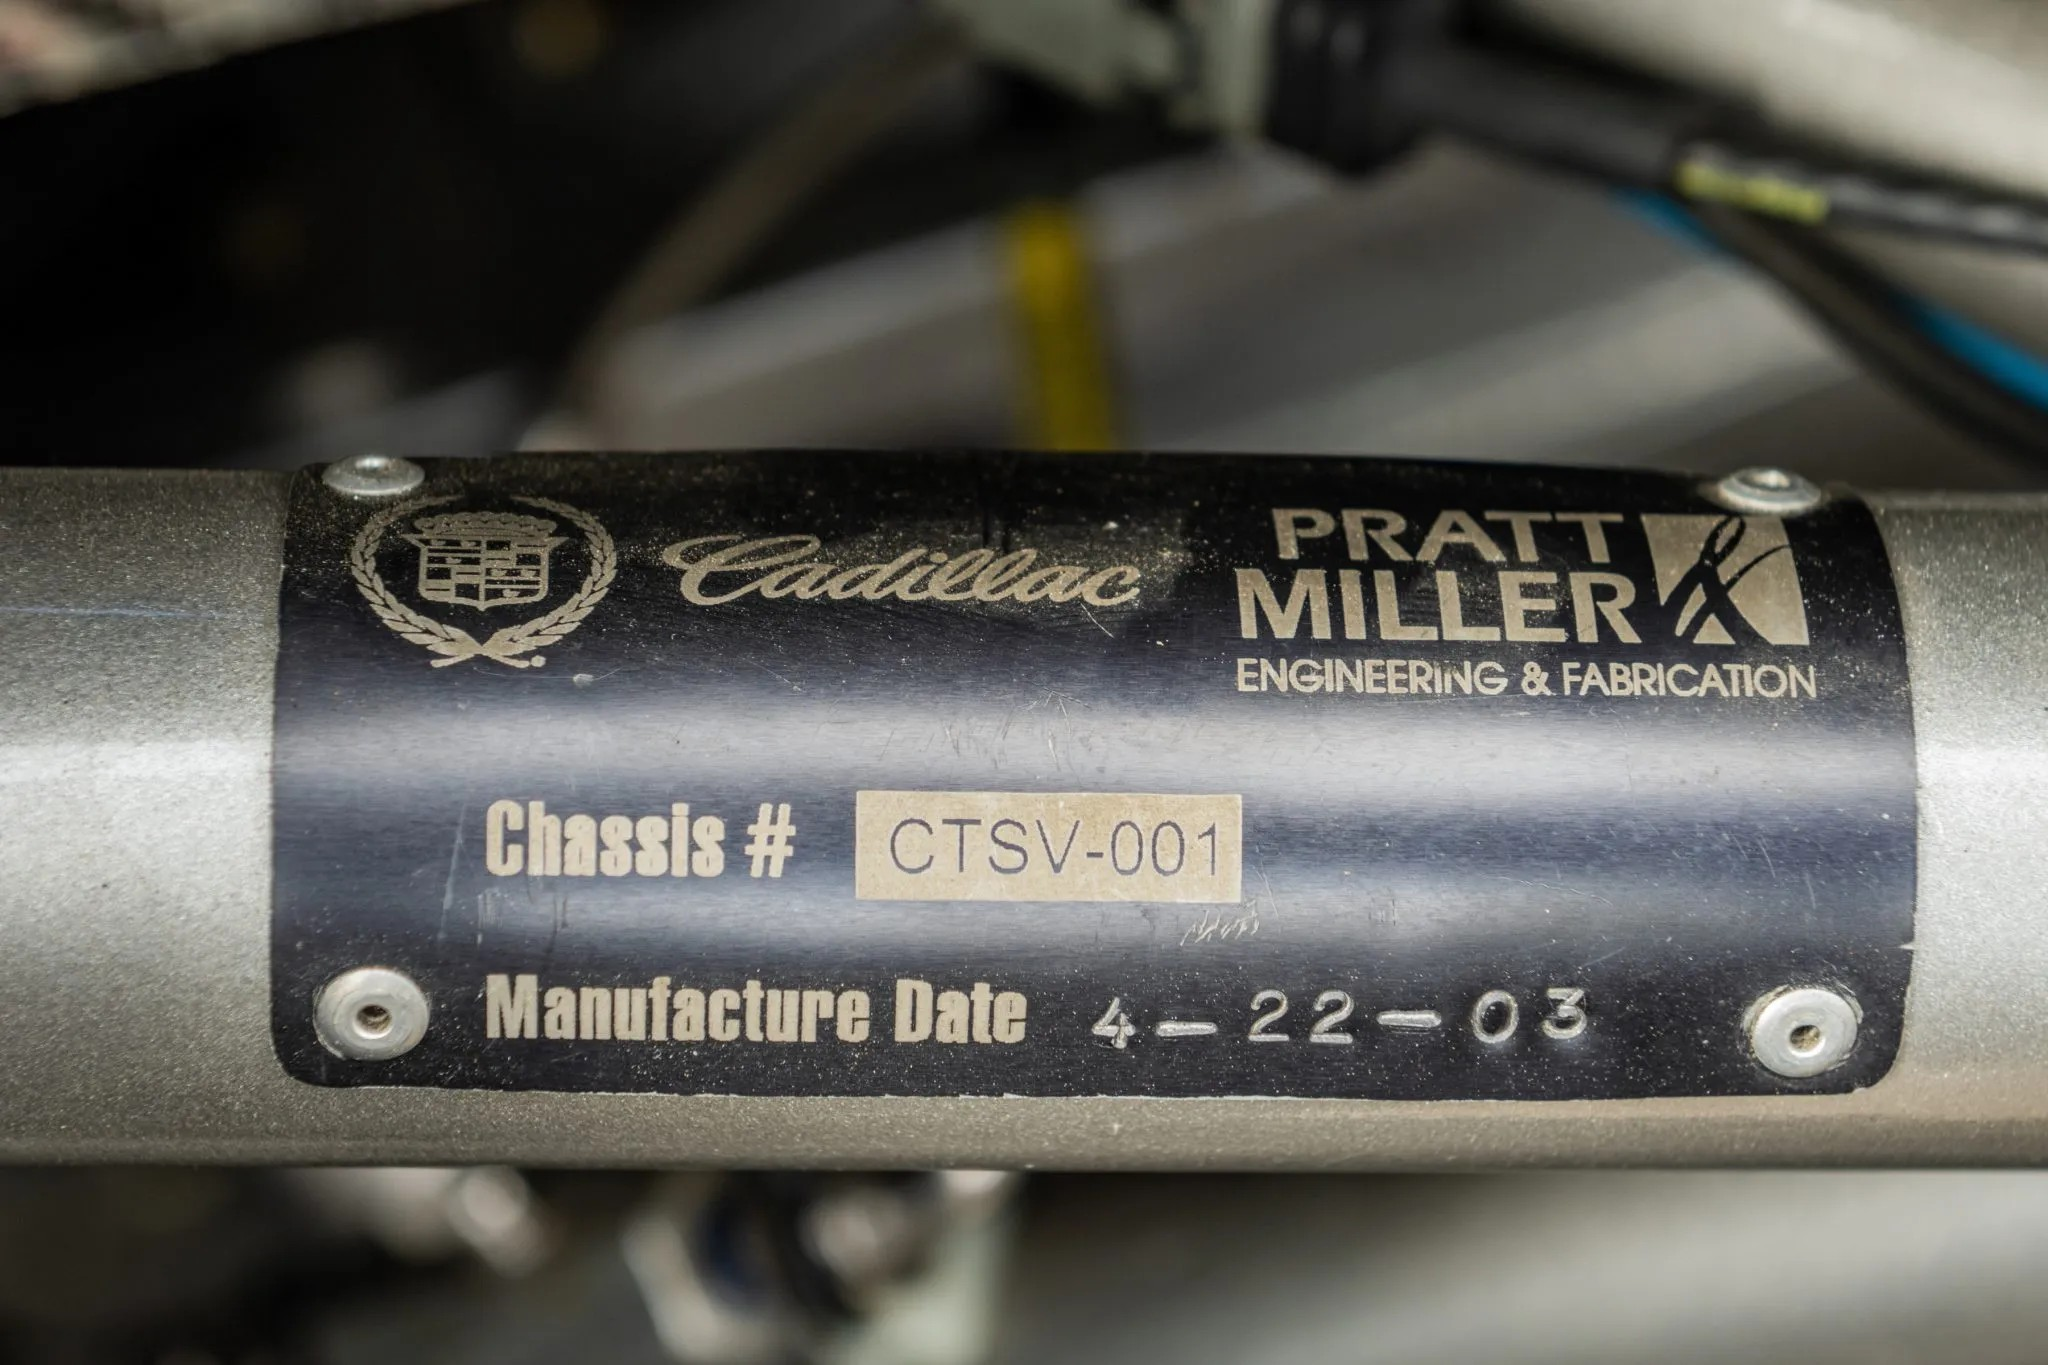 Cadillac
PRATT
MILLER
ENGINEERING & FABRICATION
Chassis # CTSV-001
Manufacture Date 4-22-03